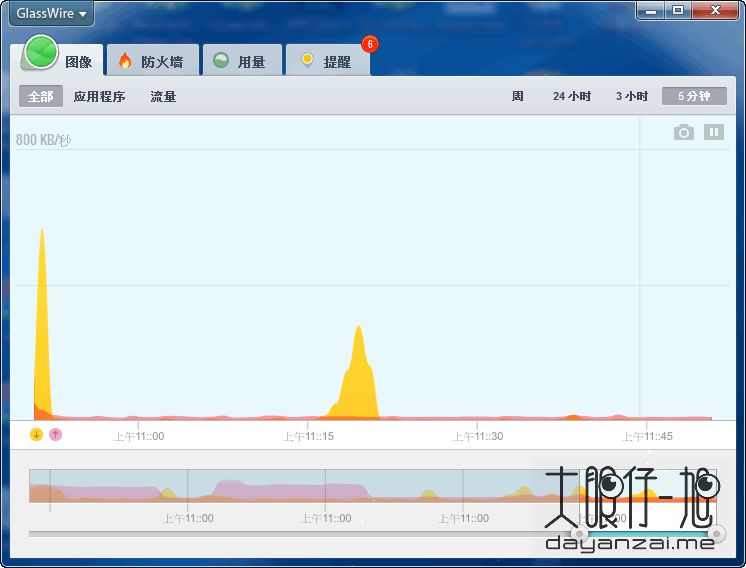 GlassWire
图像 防火墙 用量 提醒 6
全部 应用程序 流量 周 24 小时 3 小时 5 分钟
800 KB/秒
上午11::00 上午11::15 上午11::30 上午11::45
上午11::00 上午11::00 上午11::00 上午11::00
大眼仔~旭
dayanzai.me